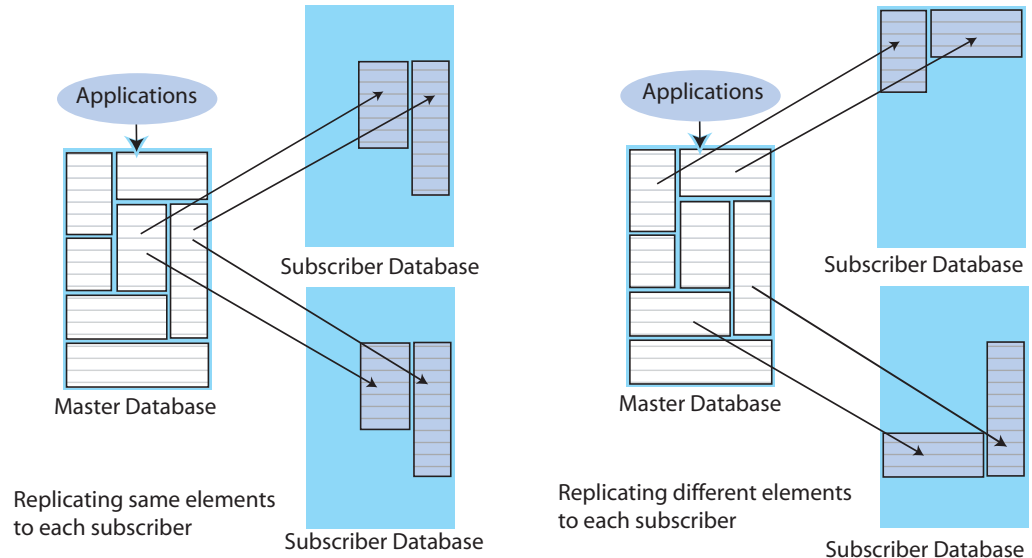 Applications
Subscriber Database
Master Database
Replicating same elements
to each subscriber
Subscriber Database
Applications
Subscriber Database
Master Database
Replicating different elements
to each subscriber
Subscriber Database